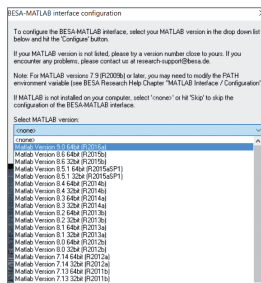 BESA-MATLAB interface configuration
To configure the BESA-MATLAB interface, select your MATLAB version in the drop down list
below and hit the 'Configure' button.
If your MATLAB version is not listed, please try a version number close to yours. If you
encounter any problems, please contact us at research-support@besa.de.
Note: For MATLAB versions 7.9 (R2009b) or later, you may need to modify the PATH
environment variable (see BESA Research Help Chapter "MATLAB Interface / Configuration"
If MATLAB is not installed on your computer, select '<none>' or hit 'Skip' to skip the
configuration of the BESA-MATLAB interface.
Select MATLAB version:
<none>
<none>
Matlab Version 9.0 64bit (R2016a)
Matlab Version 8.6 64bit (R2015b)
Matlab Version 8.6 32bit (R2015b)
Matlab Version 8.5.1 64bit (R2015aSP1)
Matlab Version 8.5.1 32bit (R2015aSP1)
Matlab Version 8.4 64bit (R2014b)
Matlab Version 8.4 32bit (R2014b)
Matlab Version 8.3 64bit (R2014a)
Matlab Version 8.3 32bit (R2014a)
Matlab Version 8.2 64bit (R2013b)
Matlab Version 8.2 32bit (R2013b)
Matlab Version 8.1 64bit (R2013a)
Matlab Version 8.1 32bit (R2013a)
Matlab Version 8.0 64bit (R2012b)
Matlab Version 8.0 32bit (R2012b)
Matlab Version 7.14 64bit (R2012a)
Matlab Version 7.14 32bit (R2012a)
Matlab Version 7.13 64bit (R2011b)
Matlab Version 7.13 32bit (R2011b)